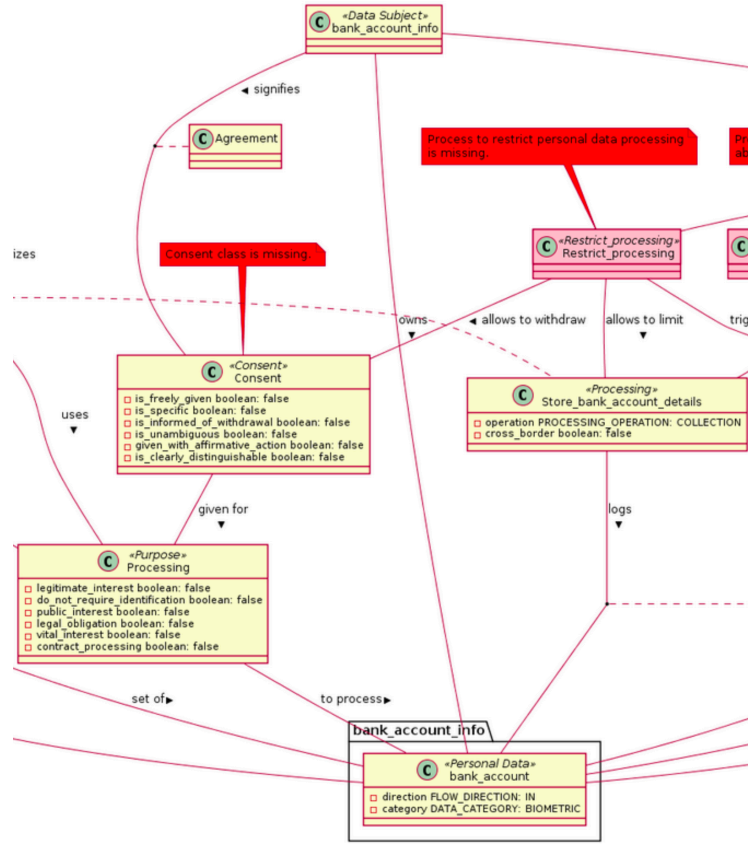 C «Data Subject»
bank_account_info
◄ signifies
C Agreement
Process to restrict personal data processing
is missing.
Pr
ab
C «Restrict_processing»
Restrict_processing
C
izes
Consent class is missing.
owns
▼
◄ allows to withdraw
allows to limit
▼
trig
C «Consent»
Consent
is_freely_given boolean: false
is_specific boolean: false
is_informed_of_withdrawal boolean: false
is_unambiguous boolean: false
given_with_affirmative_action boolean: false
is_clearly_distinguishable boolean: false
C «Processing»
Store_bank_account_details
operation PROCESSING_OPERATION: COLLECTION
cross_border boolean: false
uses
▼
given for
▼
logs
▼
C «Purpose»
Processing
legitimate_interest boolean: false
do_not_require_identification boolean: false
public_interest boolean: false
legal_obligation boolean: false
vital_interest boolean: false
contract_processing boolean: false
set of►
to process►
bank_account_info
C «Personal Data»
bank_account
direction FLOW_DIRECTION: IN
category DATA_CATEGORY: BIOMETRIC